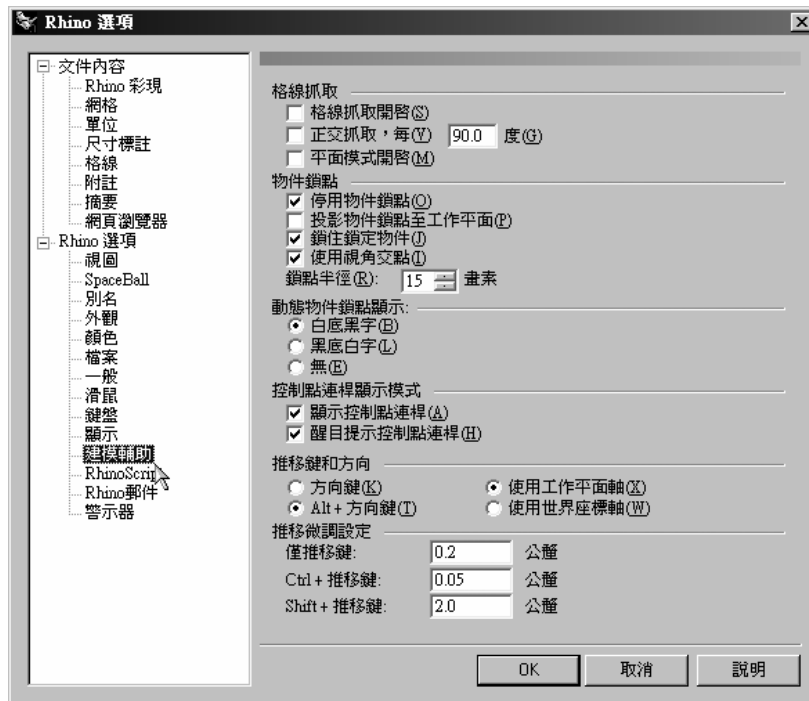 Rhino 選項
文件內容
Rhino 彩現
網格
單位
尺寸標註
格線
附註
摘要
網頁瀏覽器
Rhino 選項
視圖
SpaceBall
別名
外觀
顏色
檔案
一般
滑鼠
鍵盤
顯示
建模輔助
RhinoScrip
Rhino郵件
警示器
格線抓取
格線抓取開啓(S)
正交抓取，每(V) 90.0 度(G)
平面模式開啓(M)
物件鎖點
停用物件鎖點(O)
投影物件鎖點至工作平面(P)
鎖住鎖定物件(J)
使用視角交點(I)
鎖點半徑(R): 15 畫素
動態物件鎖點顯示:
白底黑字(B)
黑底白字(L)
無(E)
控制點連桿顯示模式
顯示控制點連桿(A)
醒目提示控制點連桿(H)
推移鍵和方向
方向鍵(K) 使用工作平面軸(X)
Alt + 方向鍵(T) 使用世界座標軸(W)
推移微調設定
僅推移鍵: 0.2 公釐
Ctrl + 推移鍵: 0.05 公釐
Shift + 推移鍵: 2.0 公釐
OK 取消 說明